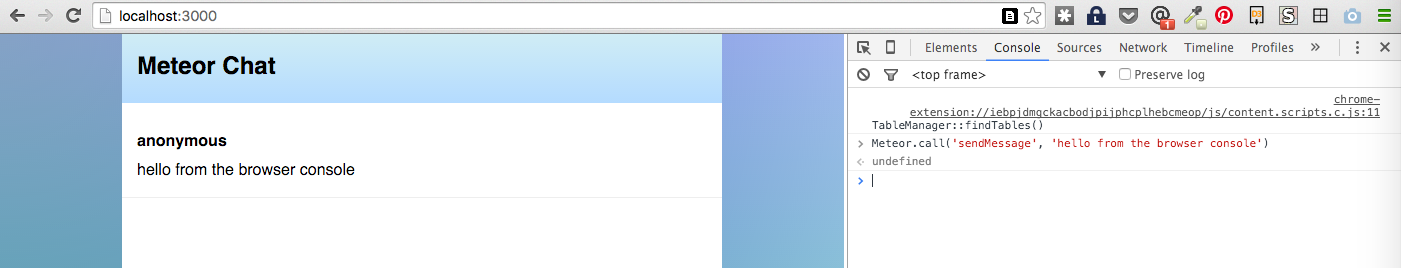 localhost:3000
1
Meteor Chat
anonymous
hello from the browser console
Elements Console Sources Network Timeline Profiles »
<top frame> ▼ Preserve log
chrome-
extension://iebpjdmgckacbodjpijphcplhebcmeop/js/content.scripts.c.js:11
TableManager::findTables()
> Meteor.call('sendMessage', 'hello from the browser console')
undefined
>